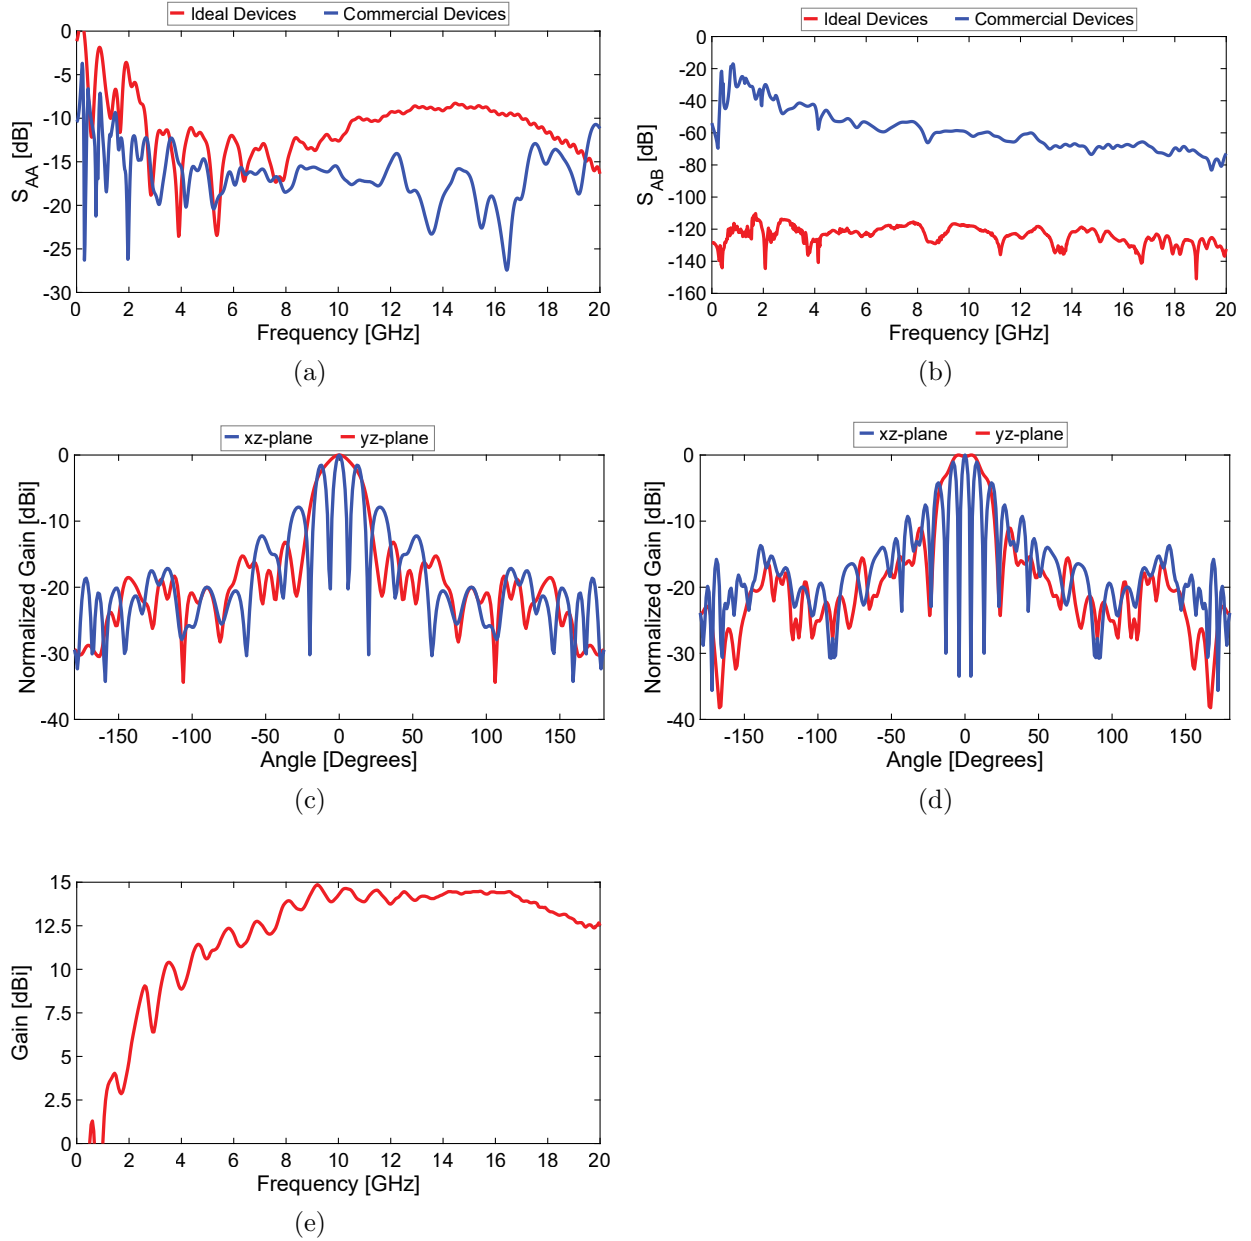 Ideal Devices Commercial Devices
0
-5
-10
-15
-20
-25
-30
S_AA [dB]
0 2 4 6 8 10 12 14 16 18 20
Frequency [GHz]
(a)
Ideal Devices Commercial Devices
0
-20
-40
-60
-80
-100
-120
-140
-160
S_AB [dB]
0 2 4 6 8 10 12 14 16 18 20
Frequency [GHz]
(b)
xz-plane yz-plane
0
-10
-20
-30
-40
Normalized Gain [dBi]
-150 -100 -50 0 50 100 150
Angle [Degrees]
(c)
xz-plane yz-plane
0
-10
-20
-30
-40
Normalized Gain [dBi]
-150 -100 -50 0 50 100 150
Angle [Degrees]
(d)
15
12.5
10
7.5
5
2.5
0
Gain [dBi]
0 2 4 6 8 10 12 14 16 18 20
Frequency [GHz]
(e)